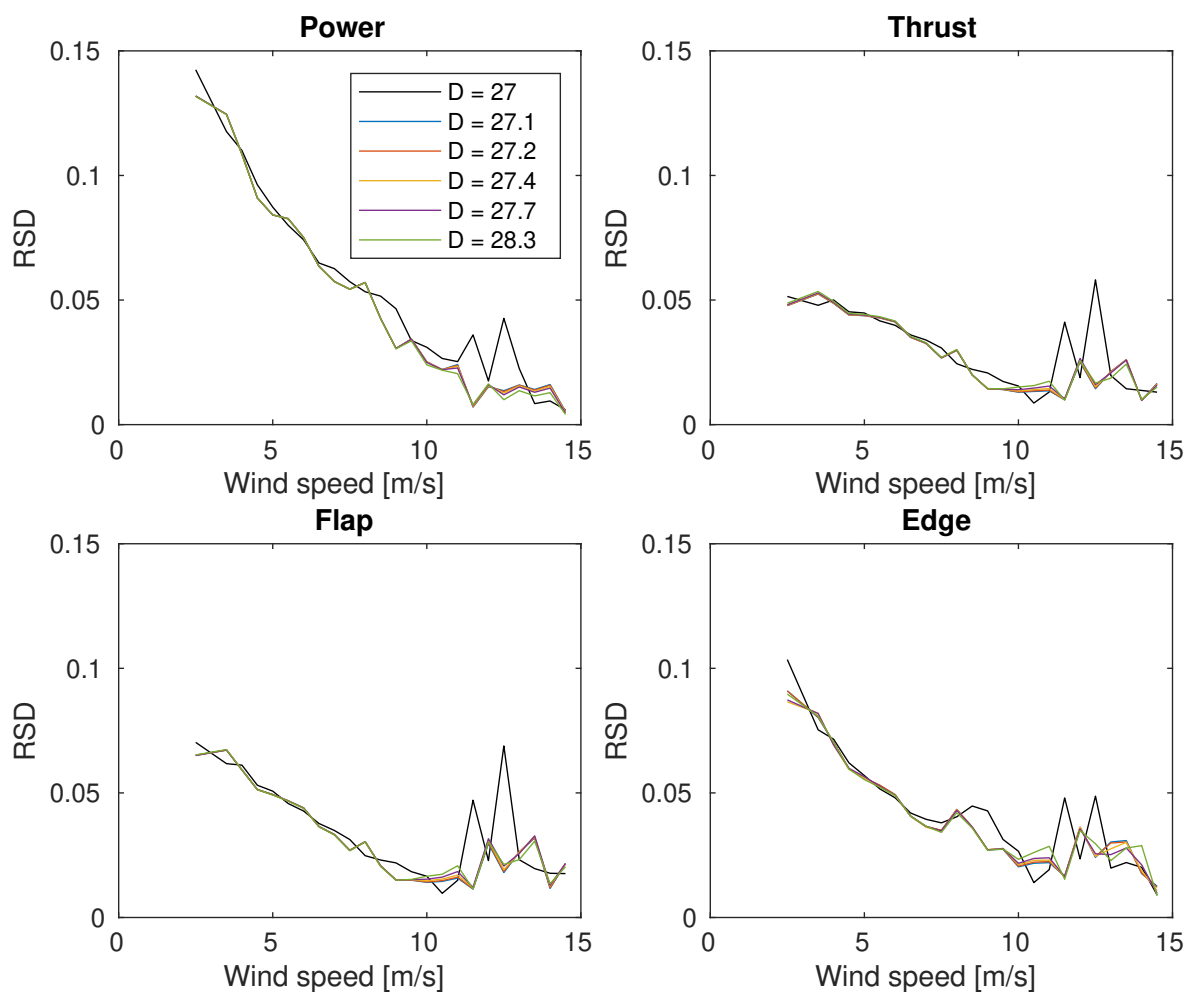 Power
0.15
0.1
0.05
0
RSD
0
5
10
15
Wind speed [m/s]
D = 27
D = 27.1
D = 27.2
D = 27.4
D = 27.7
D = 28.3
Thrust
0.15
0.1
0.05
0
RSD
0
5
10
15
Wind speed [m/s]
Flap
0.15
0.1
0.05
0
RSD
0
5
10
15
Wind speed [m/s]
Edge
0.15
0.1
0.05
0
RSD
0
5
10
15
Wind speed [m/s]